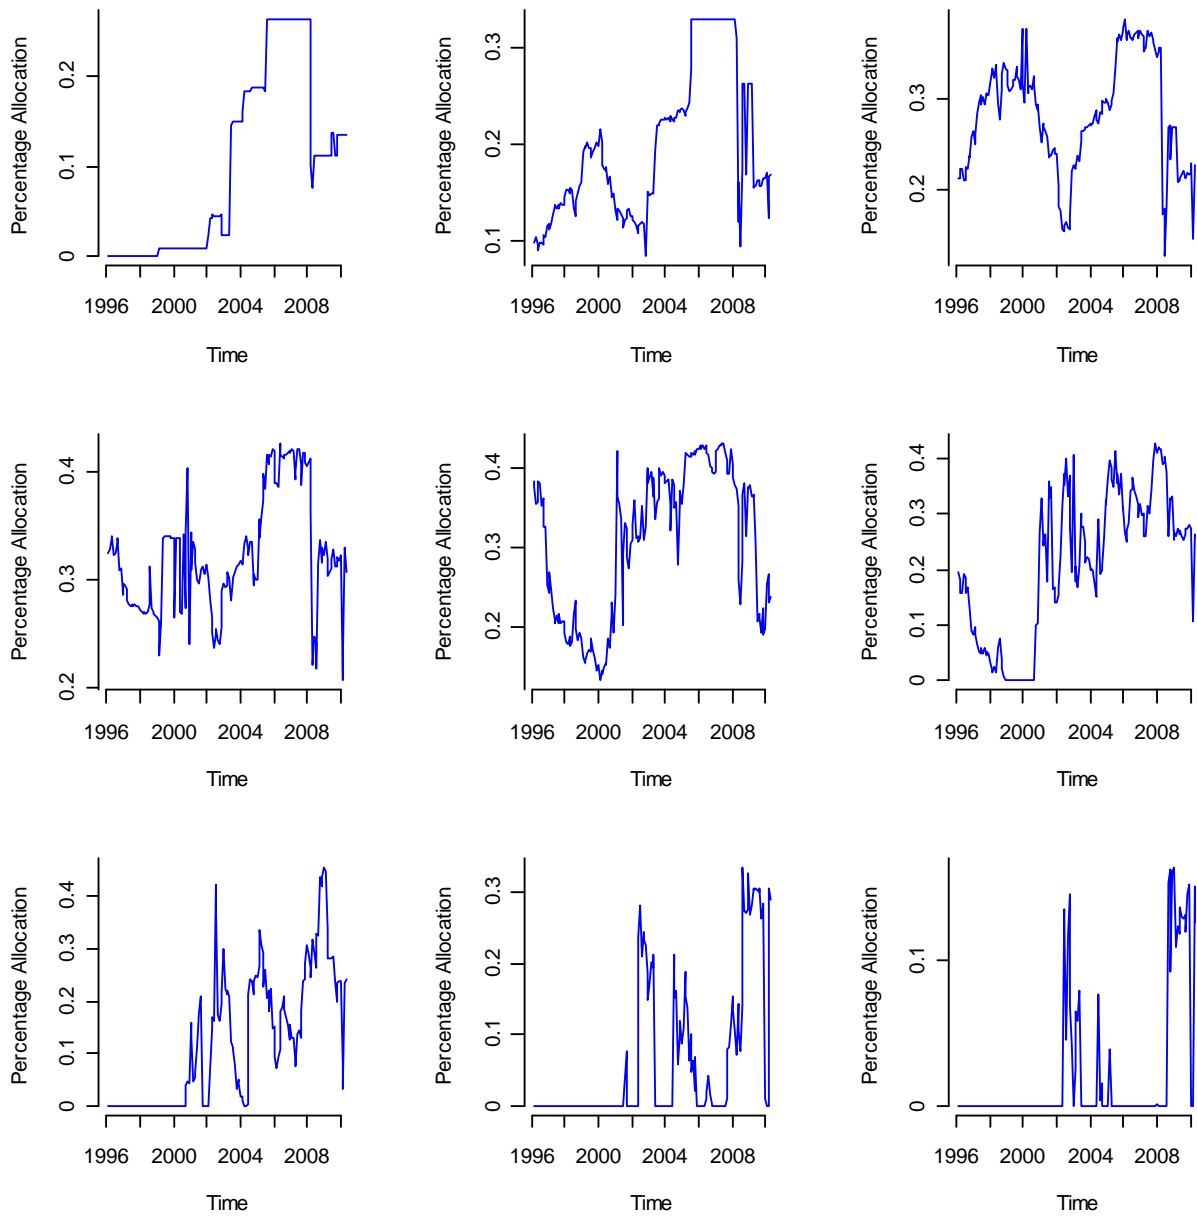 Percentage Allocation
0 0.1 0.2
1996 2000 2004 2008
Time
Percentage Allocation
0.1 0.2 0.3
1996 2000 2004 2008
Time
Percentage Allocation
0.2 0.3
1996 2000 2004 2008
Time
Percentage Allocation
0.2 0.3 0.4
1996 2000 2004 2008
Time
Percentage Allocation
0.2 0.3 0.4
1996 2000 2004 2008
Time
Percentage Allocation
0 0.1 0.2 0.3 0.4
1996 2000 2004 2008
Time
Percentage Allocation
0 0.1 0.2 0.3 0.4
1996 2000 2004 2008
Time
Percentage Allocation
0 0.1 0.2 0.3
1996 2000 2004 2008
Time
Percentage Allocation
0 0.1
1996 2000 2004 2008
Time